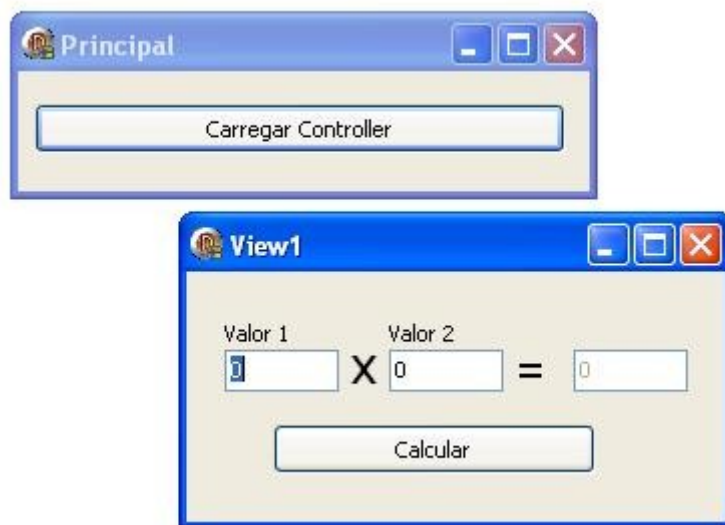 Principal
Carregar Controller
View1
Valor 1 Valor 2
0 X 0 = 0
Calcular